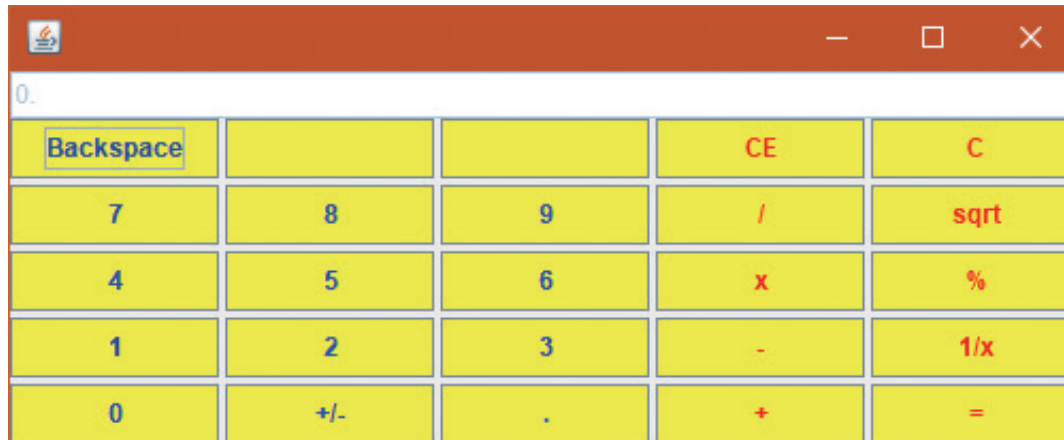 0.
Backspace CE C
7 8 9 / sqrt
4 5 6 x %
1 2 3 - 1/x
0 +/- . + =